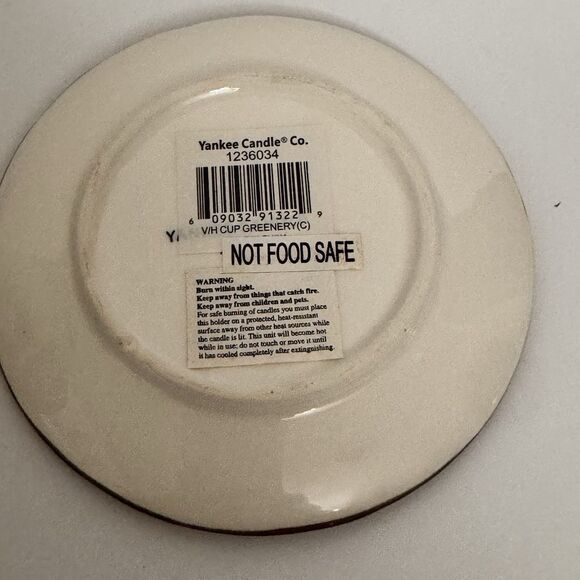 Yankee Candle® Co.
1236034
6 09032 91322 9
V/H CUP GREENERY(C)
NOT FOOD SAFE
WARNING
Burn within sight.
Keep away from things that catch fire.
Keep away from children and pets.
For safe burning of candles you must place
this holder on a protected, heat-resistant
surface away from other heat sources while
the candle is lit. This unit will become hot
while in use: do not touch or move it until
it has cooled completely after extinguishing.